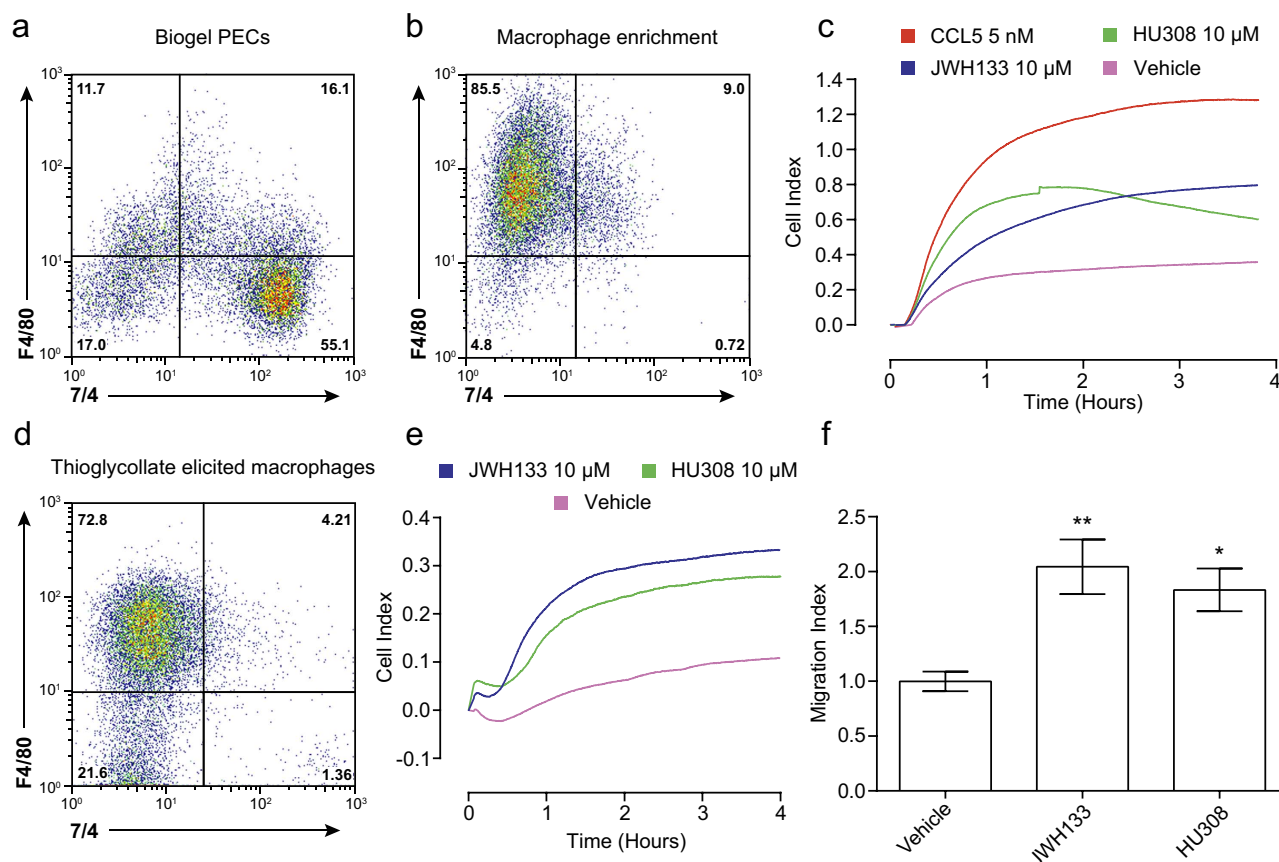 a
Biogel PECs
10³
10²
10¹
10⁰
11.7
16.1
17.0
55.1
F4/80
10⁰ 10¹ 10² 10³
7/4
b
Macrophage enrichment
10³
10²
10¹
10⁰
85.5
9.0
4.8
0.72
F4/80
10⁰ 10¹ 10² 10³
7/4
c
CCL5 5 nM
HU308 10 µM
JWH133 10 µM
Vehicle
1.4
1.2
1.0
0.8
0.6
0.4
0.2
0.0
Cell Index
0 1 2 3 4
Time (Hours)
d
Thioglycollate elicited macrophages
10³
10²
10¹
10⁰
72.8
4.21
21.6
1.36
F4/80
10⁰ 10¹ 10² 10³
7/4
e
JWH133 10 µM
HU308 10 µM
Vehicle
0.4
0.3
0.2
0.1
0.0
-0.1
Cell Index
0 1 2 3 4
Time (Hours)
f
2.5
2.0
1.5
1.0
0.5
0.0
Migration Index
**
*
Vehicle
JWH133
HU308